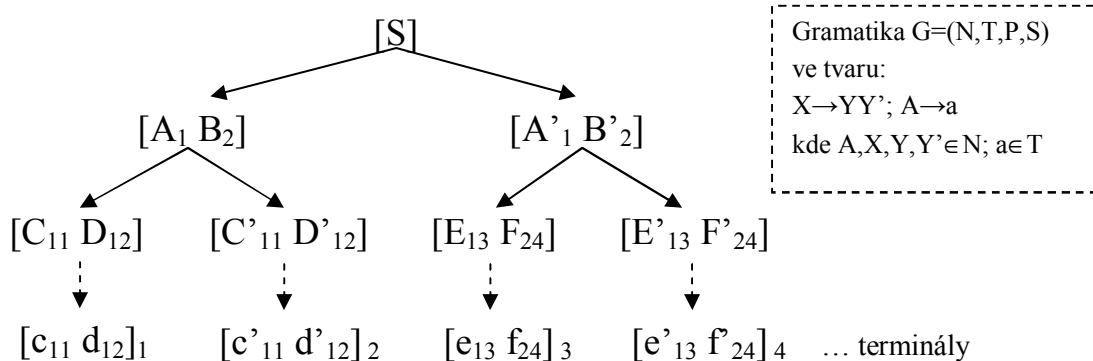 [S]
Gramatika G=(N,T,P,S)
ve tvaru:
X→YY’; A→a
kde A,X,Y,Y’∈N; a∈T
[A₁ B₂] [A’₁ B’₂]
[C₁₁ D₁₂] [C’₁₁ D’₁₂] [E₁₃ F₂₄] [E’₁₃ F’₂₄]
[c₁₁ d₁₂]₁ [c’₁₁ d’₁₂]₂ [e₁₃ f₂₄]₃ [e’₁₃ f’₂₄]₄ … terminály